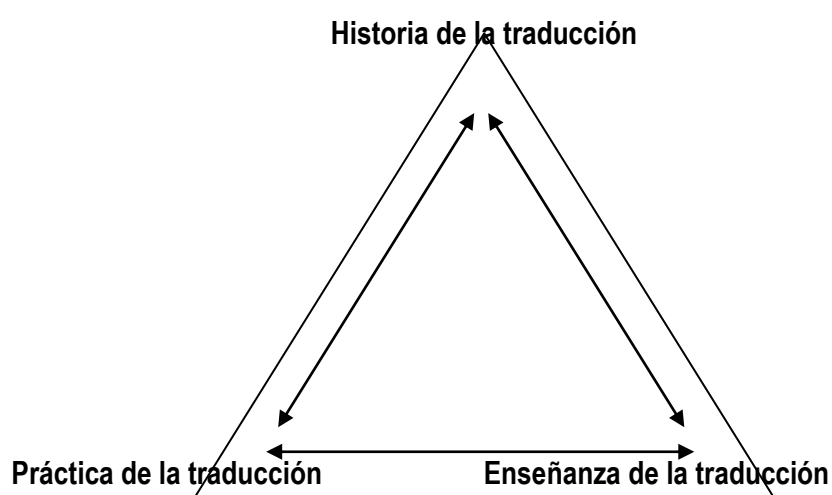 Historia de la traducción
Práctica de la traducción
Enseñanza de la traducción